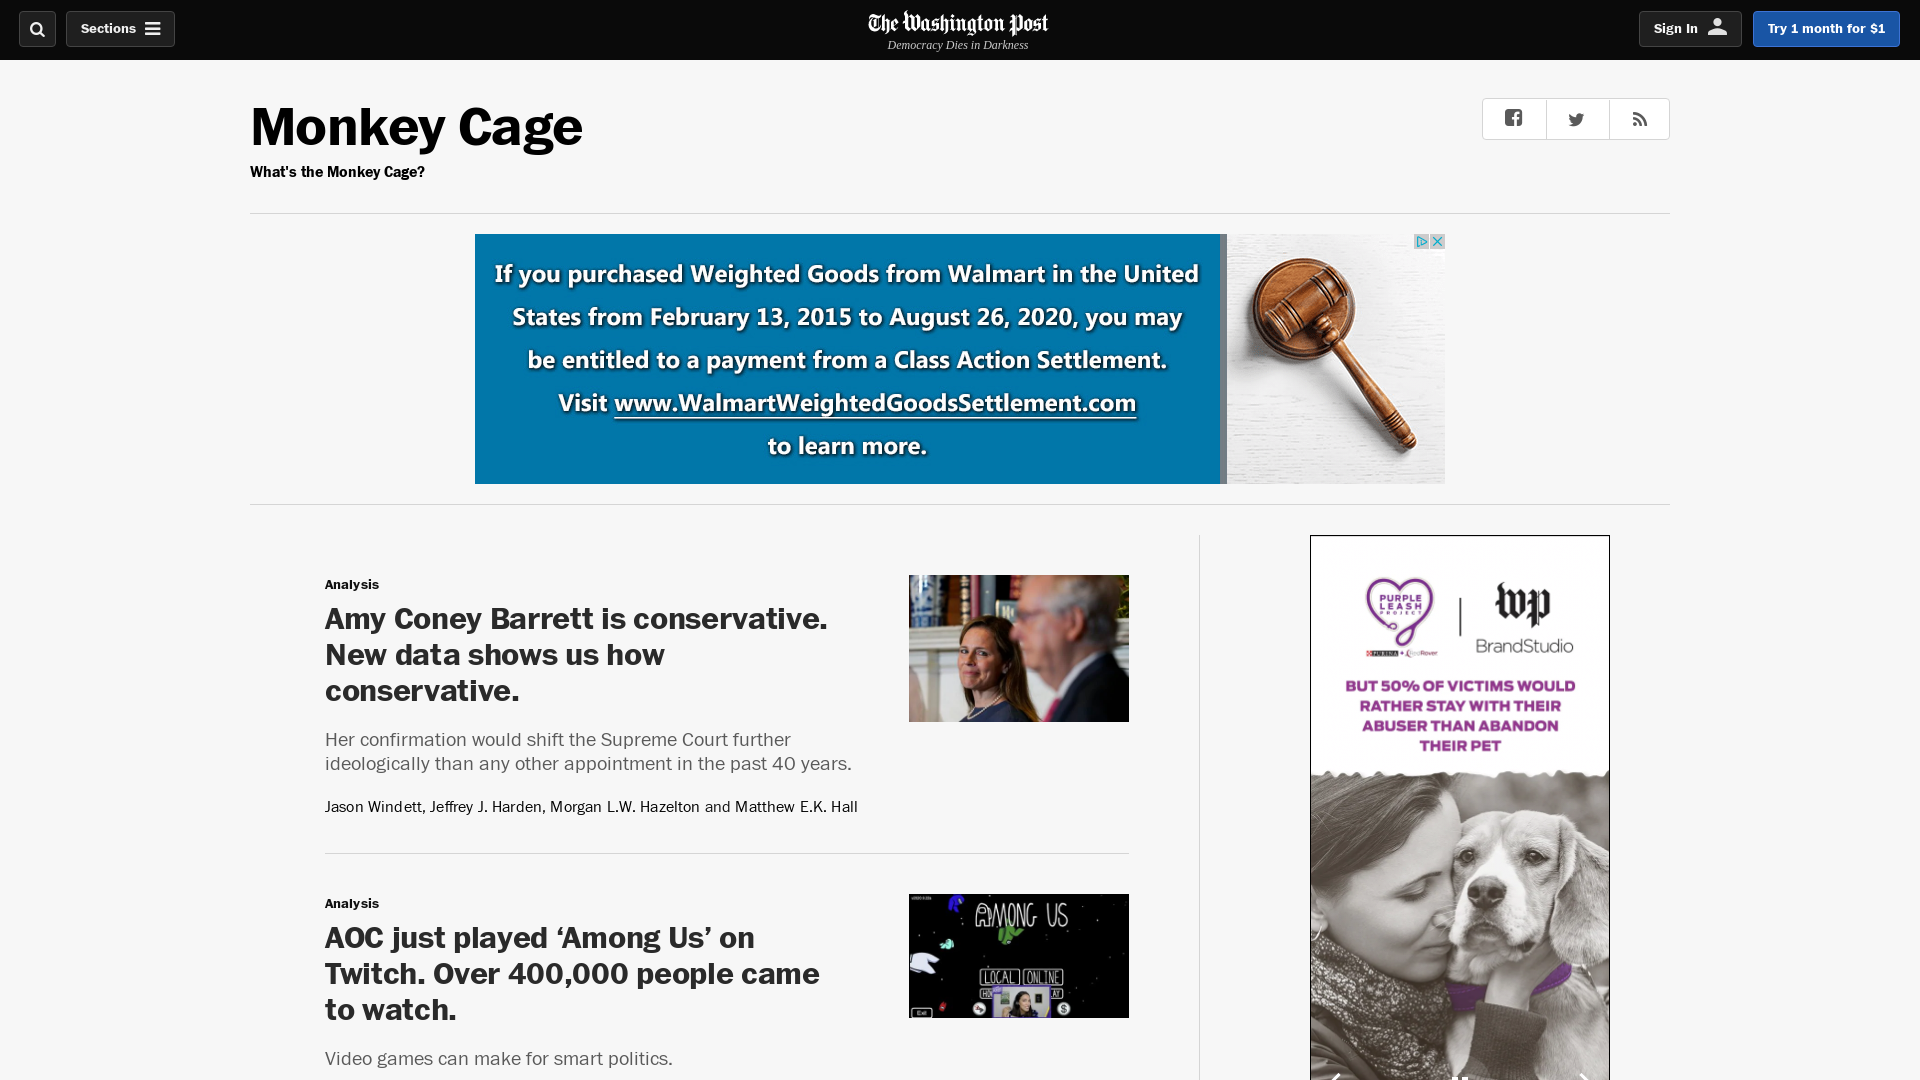 Sections
The Washington Post
Democracy Dies in Darkness
Sign In
Try 1 month for $1
Monkey Cage
What's the Monkey Cage?
If you purchased Weighted Goods from Walmart in the United
States from February 13, 2015 to August 26, 2020, you may
be entitled to a payment from a Class Action Settlement.
Visit www.WalmartWeightedGoodsSettlement.com
to learn more.
Analysis
Amy Coney Barrett is conservative.
New data shows us how
conservative.
Her confirmation would shift the Supreme Court further
ideologically than any other appointment in the past 40 years.
Jason Windett, Jeffrey J. Harden, Morgan L.W. Hazelton and Matthew E.K. Hall
Analysis
AOC just played ‘Among Us’ on
Twitch. Over 400,000 people came
to watch.
Video games can make for smart politics.
AMONG US
LOCAL ONLINE
Exit
PURPLE
LEASH
PROJECT
PURINA + RedRover
wp
BrandStudio
BUT 50% OF VICTIMS WOULD
RATHER STAY WITH THEIR
ABUSER THAN ABANDON
THEIR PET